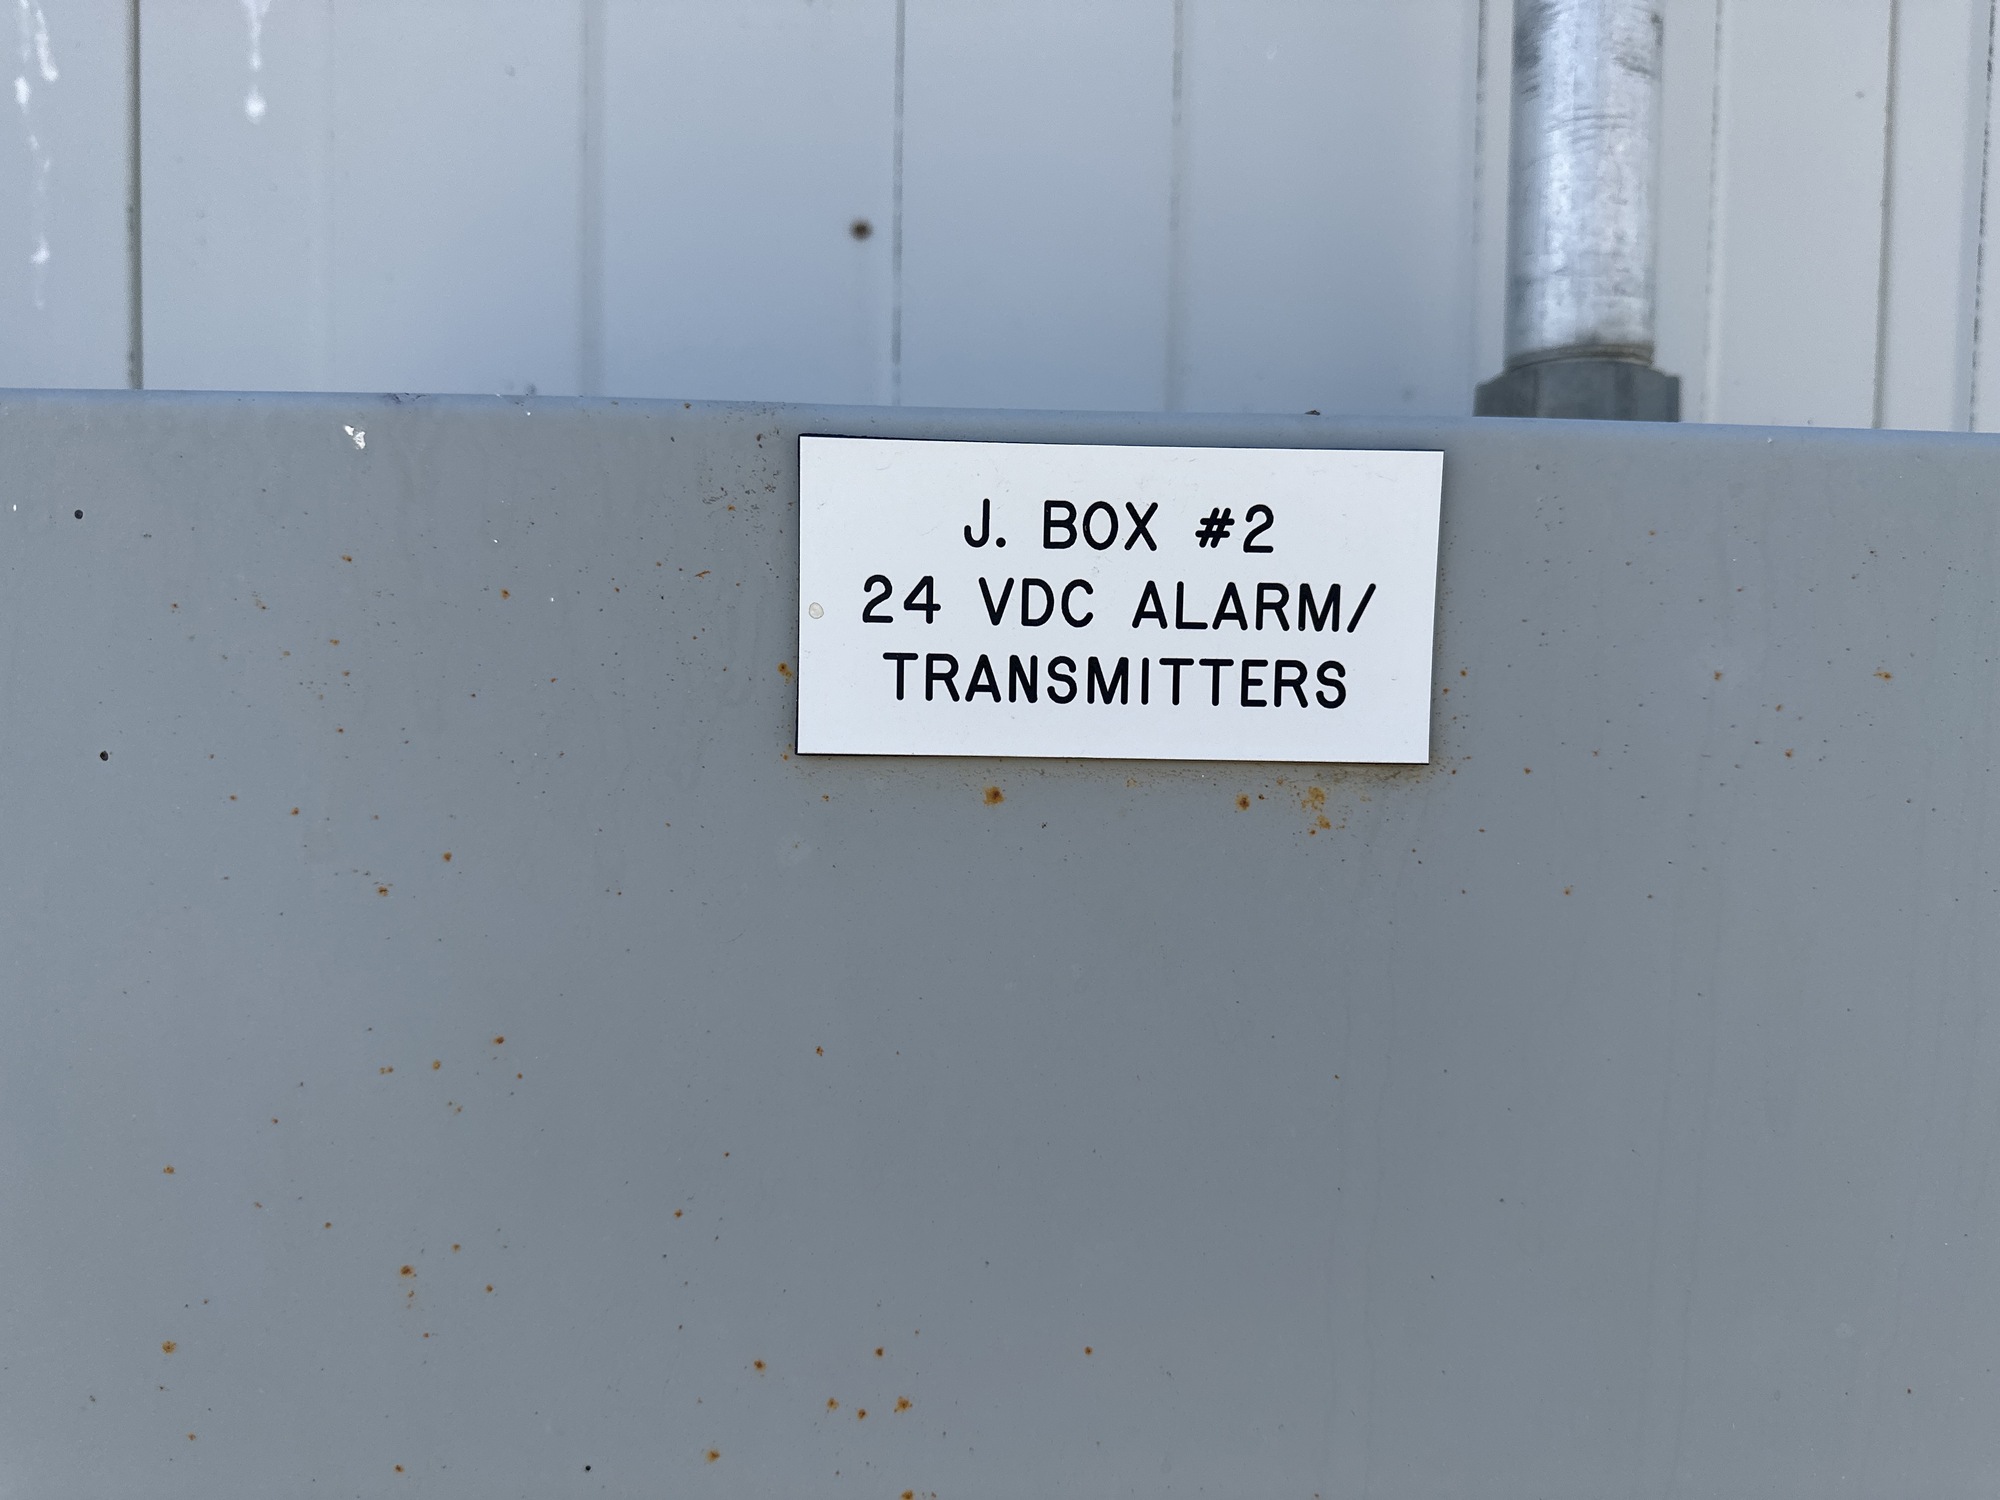 J. BOX #2
24 VDC ALARM/
TRANSMITTERS